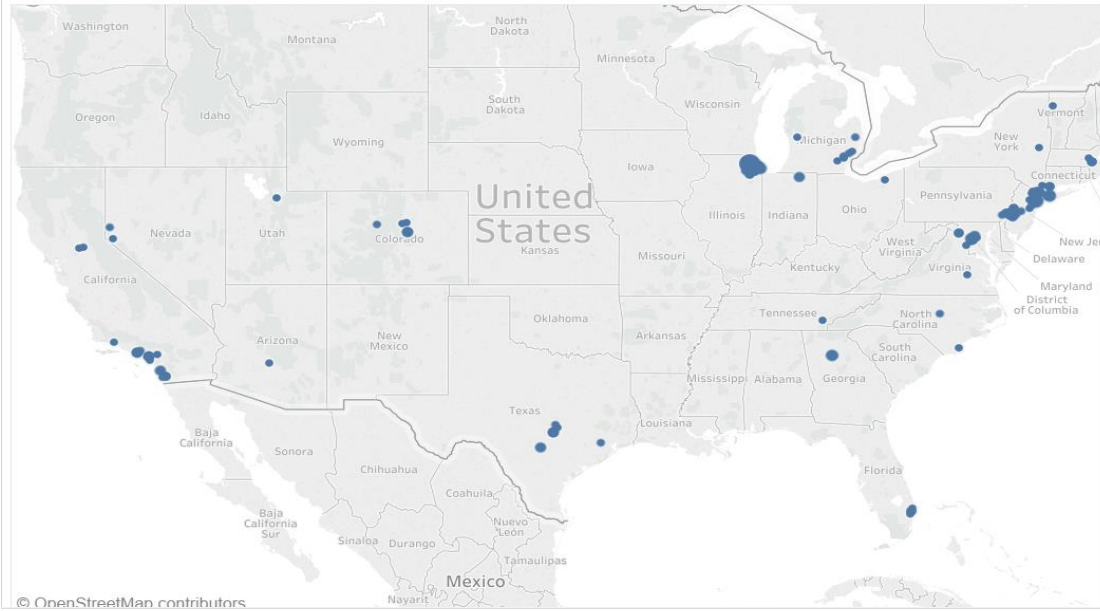 Washington
North
Dakota
Montana
Minnesota
Oregon
Idaho
South
Dakota
Wisconsin
Michigan
Vermont
Wyoming
New
York
Iowa
Connecticut
United
States
Pennsylvania
Nevada
Utah
Colorado
Kansas
Illinois
Indiana
Ohio
West
Virginia
New Jer
Delaware
California
Missouri
Kentucky
Virginia
Maryland
District
of Columbia
Oklahoma
Tennessee
North
Carolina
Arizona
New
Mexico
Arkansas
South
Carolina
Mississippi
Alabama
Georgia
Texas
Louisiana
Baja
California
Sonora
Chihuahua
Florida
Coahuila
Baja
California
Sur
Nuevo
León
Sinaloa
Durango
Tamaulipas
Mexico
Nayarit
© OpenStreetMap contributors